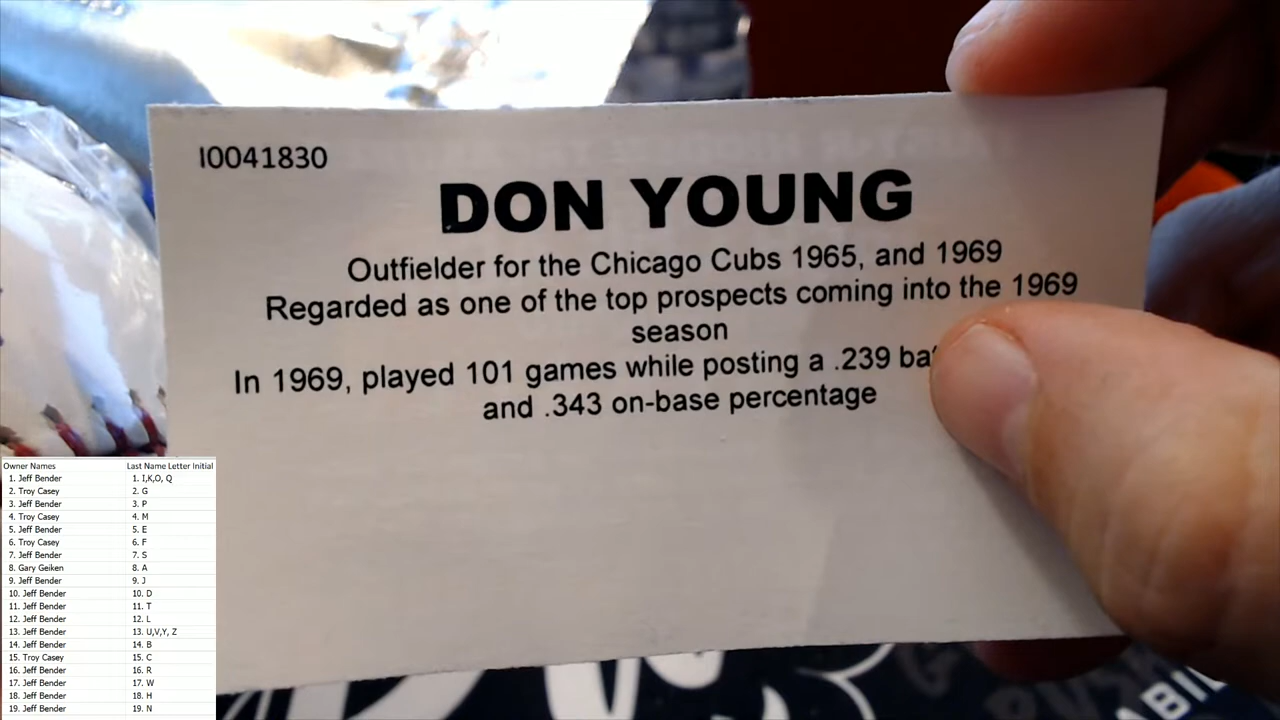 I0041830
DON YOUNG
Outfielder for the Chicago Cubs 1965, and 1969
Regarded as one of the top prospects coming into the 1969
season
In 1969, played 101 games while posting a .239
and .343 on-base percentage
Owner Names Last Name Letter Initial
1. Jeff Bender 1. I,K,O, Q
2. Troy Casey 2. G
3. Jeff Bender 3. P
4. Troy Casey 4. M
5. Jeff Bender 5. E
6. Troy Casey 6. F
7. Jeff Bender 7. S
8. Gary Geiken 8. A
9. Jeff Bender 9. J
10. Jeff Bender 10. D
11. Jeff Bender 11. T
12. Jeff Bender 12. L
13. Jeff Bender 13. U,V,Y, Z
14. Jeff Bender 14. B
15. Troy Casey 15. C
16. Jeff Bender 16. R
17. Jeff Bender 17. W
18. Jeff Bender 18. H
19. Jeff Bender 19. N